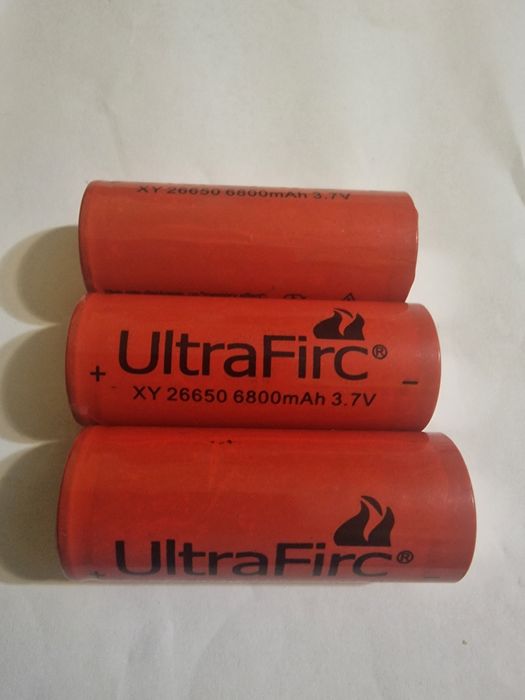 XY 26650 6800mAh 3.7V
UltraFirc®
+ -
XY 26650 6800mAh 3.7V
UltraFirc®
+ -